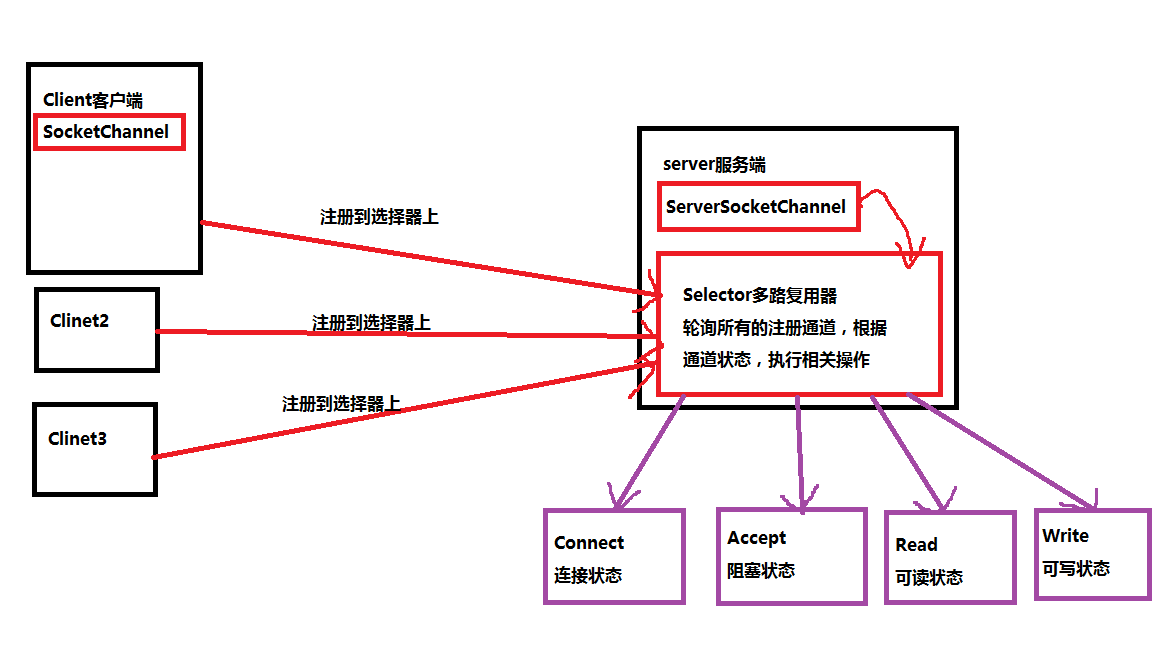 Client客户端
SocketChannel
注册到选择器上
server服务端
ServerSocketChannel
Selector多路复用器
轮询所有的注册通道，根据
通道状态，执行相关操作
Clinet2
注册到选择器上
Clinet3
注册到选择器上
Connect
连接状态
Accept
阻塞状态
Read
可读状态
Write
可写状态